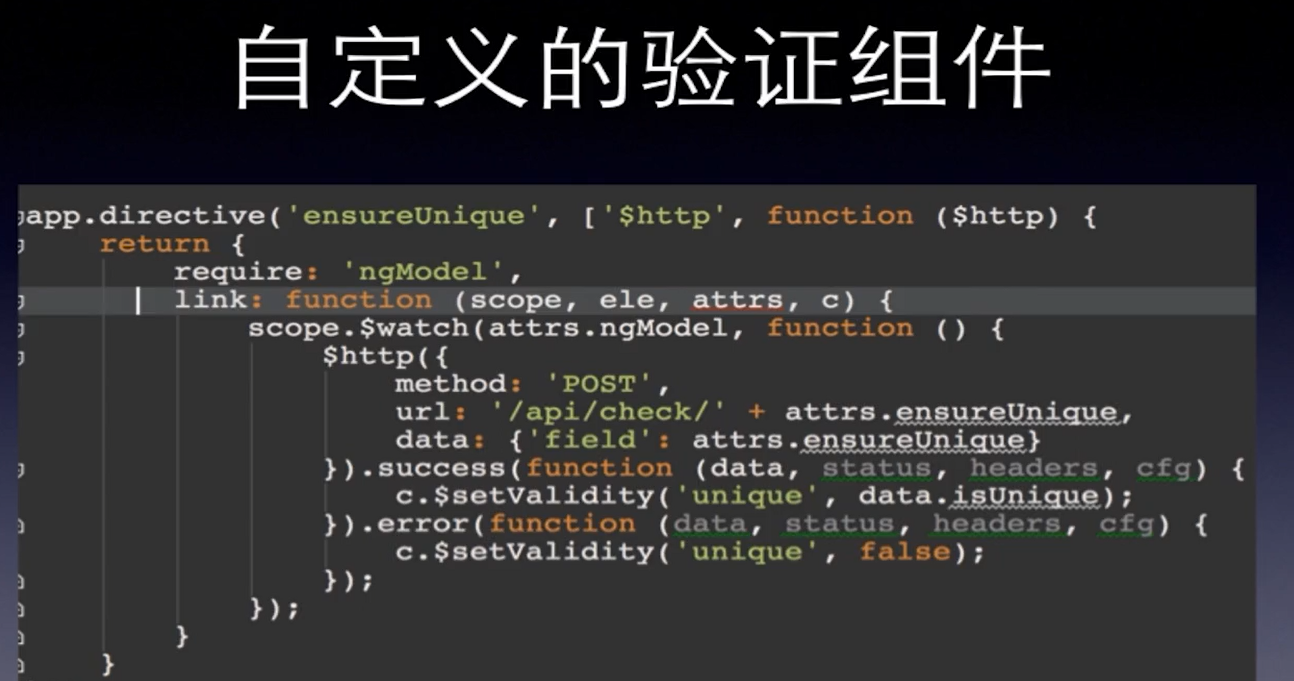 自定义的验证组件
app.directive('ensureUnique', ['$http', function ($http) {
    return {
        require: 'ngModel',
        link: function (scope, ele, attrs, c) {
            scope.$watch(attrs.ngModel, function () {
                $http({
                    method: 'POST',
                    url: '/api/check/' + attrs.ensureUnique,
                    data: {'field': attrs.ensureUnique}
                }).success(function (data, status, headers, cfg) {
                    c.$setValidity('unique', data.isUnique);
                }).error(function (data, status, headers, cfg) {
                    c.$setValidity('unique', false);
                });
            });
        }
    }